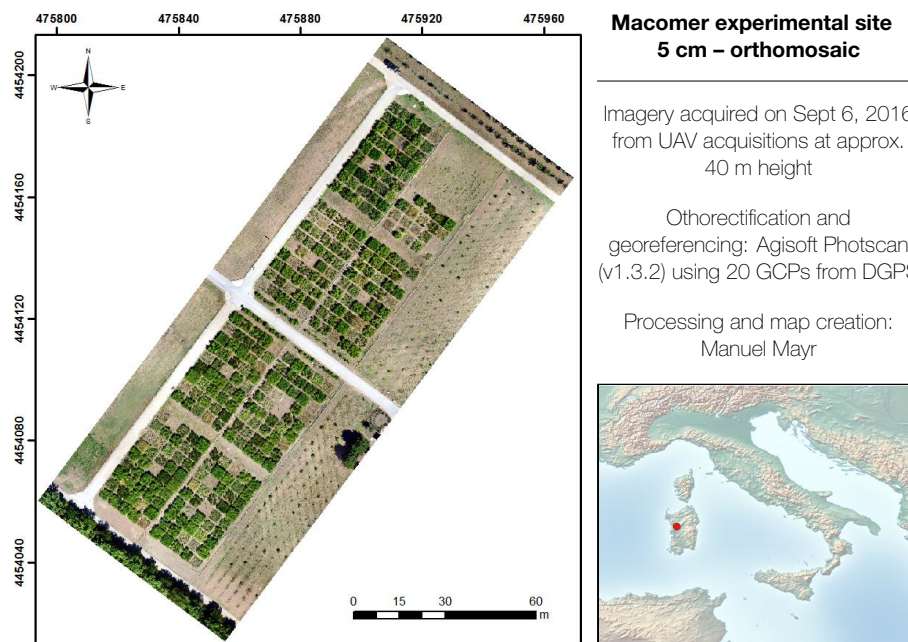 475800 475840 475880 475920 475960
4454200
4454160
4454120
4454080
4454040
N
W E
S
0 15 30 60
m
Macomer experimental site
5 cm – orthomosaic
Imagery acquired on Sept 6, 2016
from UAV acquisitions at approx.
40 m height
Othorectification and
georeferencing: Agisoft Photscan
(v1.3.2) using 20 GCPs from DGPS
Processing and map creation:
Manuel Mayr